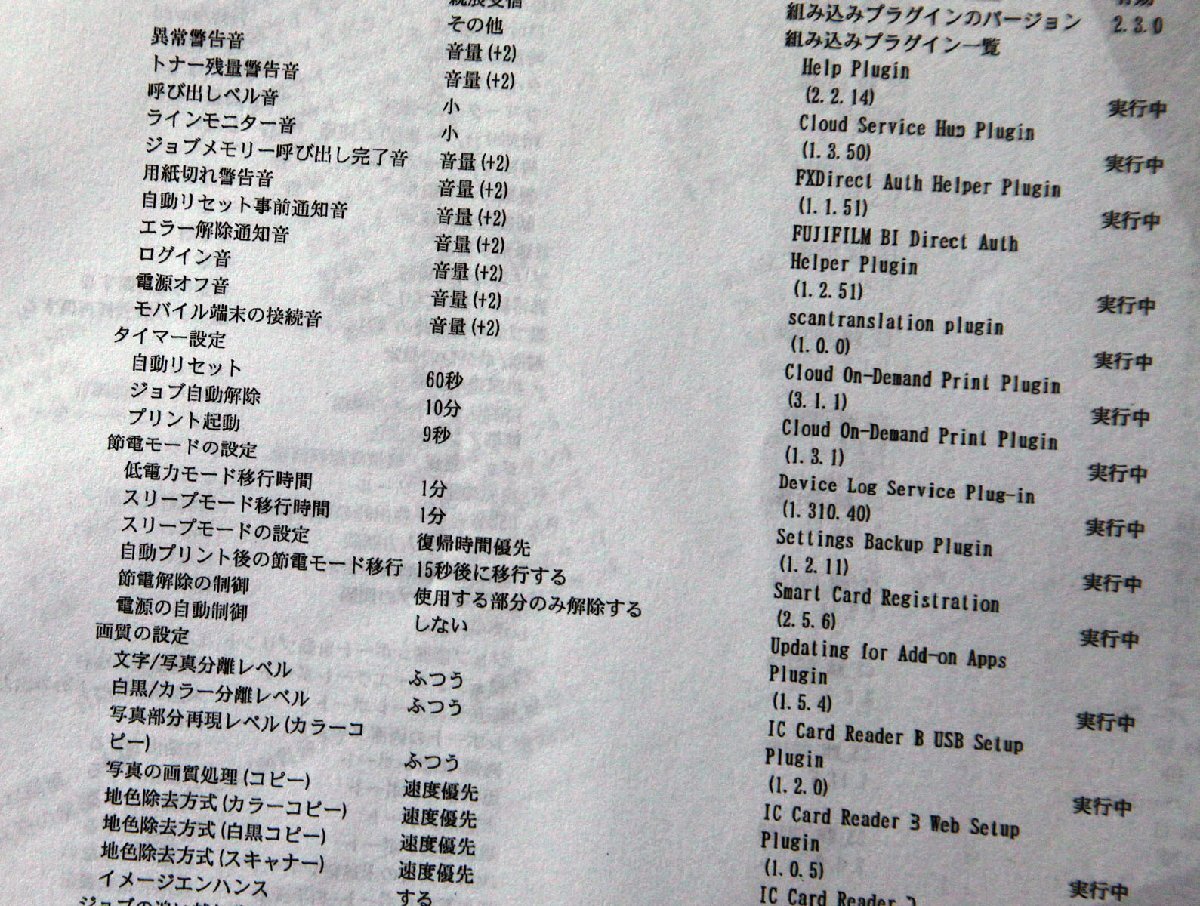 その他
異常警告音 音量(+2)
トナー残量警告音 音量(+2)
呼び出しベル音 小
ラインモニター音 小
ジョブメモリー呼び出し完了音 音量(+2)
用紙切れ警告音 音量(+2)
自動リセット事前通知音 音量(+2)
エラー解除通知音 音量(+2)
ログイン音 音量(+2)
電源オフ音 音量(+2)
モバイル端末の接続音 音量(+2)
タイマー設定
自動リセット 60秒
ジョブ自動解除 10分
プリント起動 9秒
節電モードの設定
低電力モード移行時間 1分
スリープモード移行時間 1分
スリープモードの設定 復帰時間優先
自動プリント後の節電モード移行 15秒後に移行する
節電解除の制御 使用する部分のみ解除する
電源の自動制御 しない
画質の設定
文字/写真分離レベル ふつう
白黒/カラー分離レベル ふつう
写真部分再現レベル(カラーコ
ピー) ふつう
写真の画質処理(コピー) 速度優先
地色除去方式(カラーコピー) 速度優先
地色除去方式(白黒コピー) 速度優先
地色除去方式(スキャナー) 速度優先
イメージエンハンス する
組み込みプラグインのバージョン 2.3.0
組み込みプラグイン一覧
Help Plugin
(2.2.14) 実行中
Cloud Service Hub Plugin
(1.3.50) 実行中
FXDirect Auth Helper Plugin
(1.1.51) 実行中
FUJIFILM BI Direct Auth
Helper Plugin
(1.2.51) 実行中
scantranslation plugin
(1.0.0) 実行中
Cloud On-Demand Print Plugin
(3.1.1) 実行中
Cloud On-Demand Print Plugin
(1.3.1) 実行中
Device Log Service Plug-in
(1.310.40) 実行中
Settings Backup Plugin
(1.2.11) 実行中
Smart Card Registration
(2.5.6) 実行中
Updating for Add-on Apps
Plugin
(1.5.4) 実行中
IC Card Reader B USB Setup
Plugin
(1.2.0) 実行中
IC Card Reader 3 Web Setup
Plugin
(1.0.5) 実行中
IC Card Reader